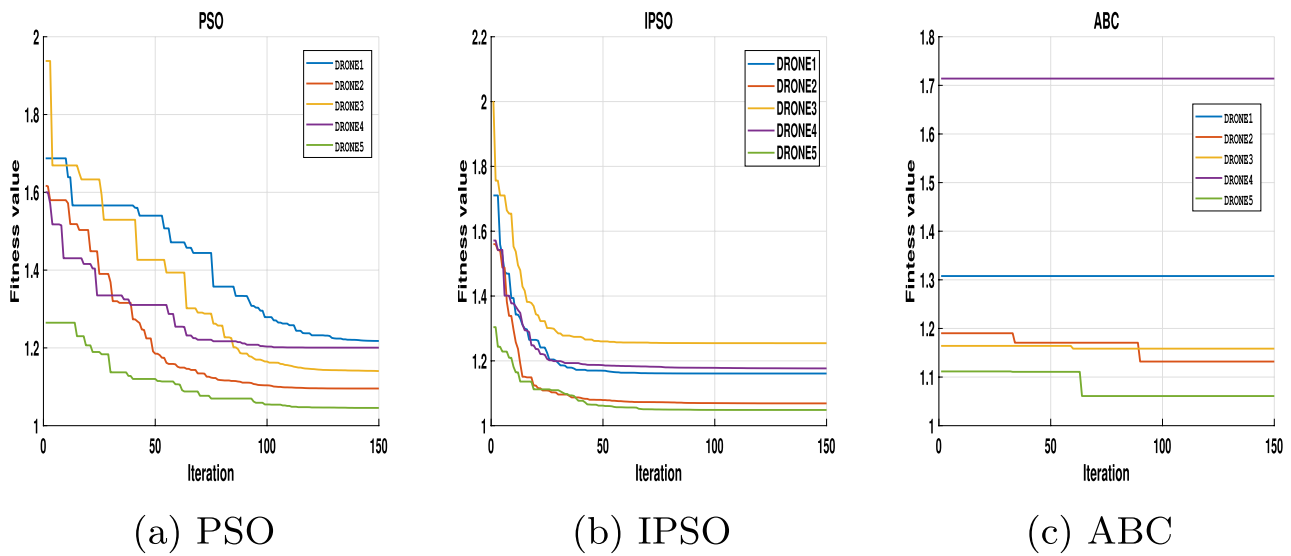 PSO
2
1.8
1.6
1.4
1.2
1
Fitness value
0
50
100
150
Iteration
DRONE1
DRONE2
DRONE3
DRONE4
DRONE5
(a) PSO
IPSO
2.2
2
1.8
1.6
1.4
1.2
1
Fitness value
0
50
100
150
Iteration
DRONE1
DRONE2
DRONE3
DRONE4
DRONE5
(b) IPSO
ABC
1.8
1.7
1.6
1.5
1.4
1.3
1.2
1.1
1
Fintess value
0
50
100
150
Iteration
DRONE1
DRONE2
DRONE3
DRONE4
DRONE5
(c) ABC